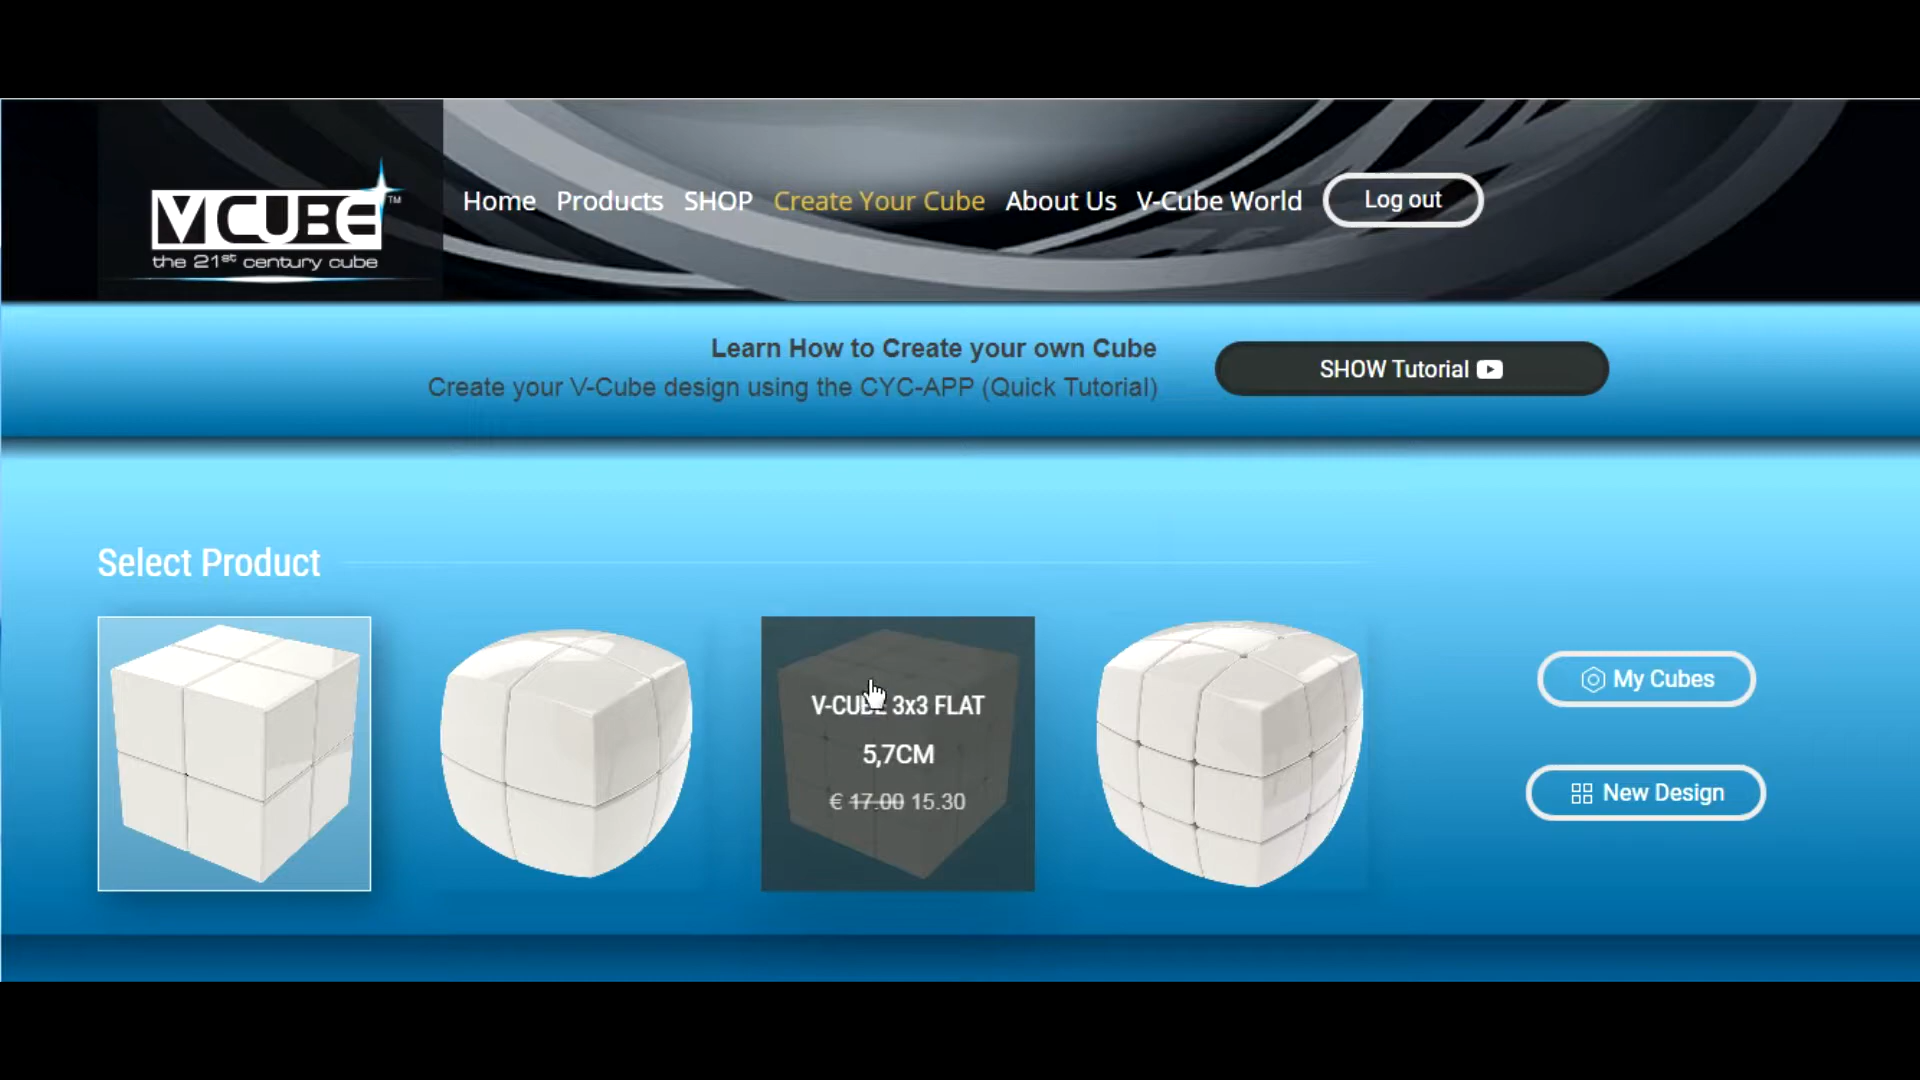 VCUBE™
the 21st century cube
Home Products SHOP Create Your Cube About Us V-Cube World Log out
Learn How to Create your own Cube
Create your V-Cube design using the CYC-APP (Quick Tutorial)
SHOW Tutorial
Select Product
V-CUBE 3x3 FLAT
5,7CM
€ 17.00 15.30
My Cubes
New Design